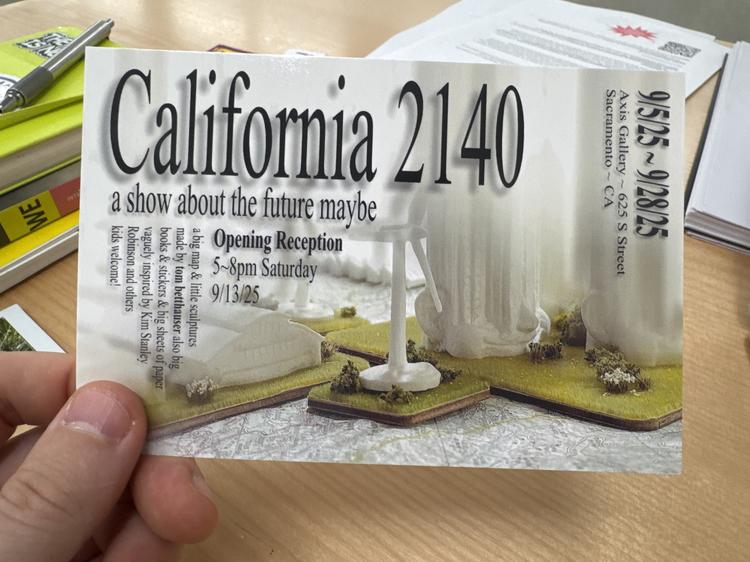 California 2140
a show about the future maybe
Opening Reception
5~8pm Saturday
9/13/25
a big map & little sculptures
made by tom betthauser also big
books & stickers & big sheets of paper
vaguely inspired by Kim Stanley
Robinson and others
kids welcome!
9/5/25 ~ 9/28/25
Axis Gallery ~ 625 S Street
Sacramento ~ CA
WE